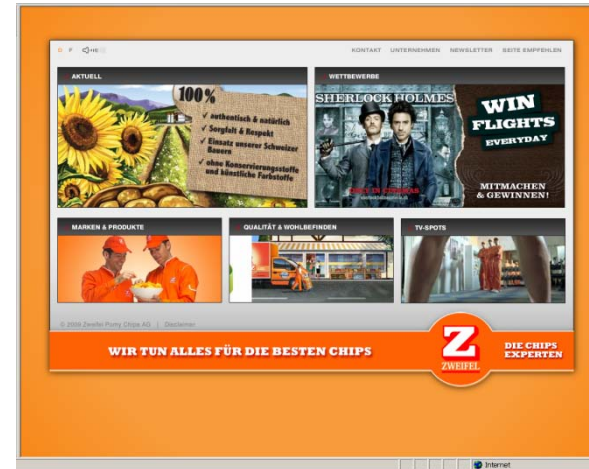 D F
KONTAKT UNTERNEHMEN NEWSLETTER SEITE EMPFEHLEN
AKTUELL
100%
✓ authentisch & natürlich
✓ Sorgfalt & Respekt
✓ Einsatz unserer Schweizer
Bauern
✓ ohne Konservierungsstoffe
und künstliche Farbstoffe
WETTBEWERBE
SHERLOCK HOLMES
WIN
FLIGHTS
EVERYDAY
MITMACHEN
& GEWINNEN!
MARKEN & PRODUKTE
QUALITÄT & WOHLBEFINDEN
TV-SPOTS
Zweifel Pomy Chips AG | Disclaimer
WIR TUN ALLES FÜR DIE BESTEN CHIPS
Z
ZWEIFEL
DIE CHIPS
EXPERTEN
Internet